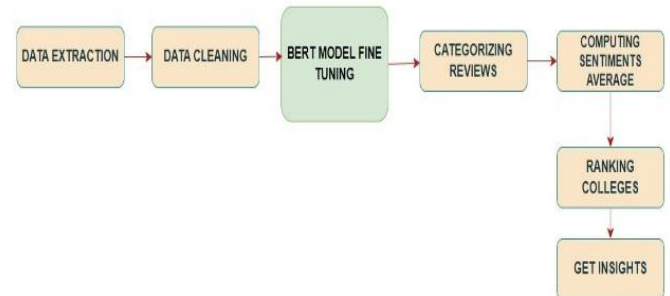 DATA EXTRACTION
DATA CLEANING
BERT MODEL FINE
TUNING
CATEGORIZING
REVIEWS
COMPUTING
SENTIMENTS
AVERAGE
RANKING
COLLEGES
GET INSIGHTS